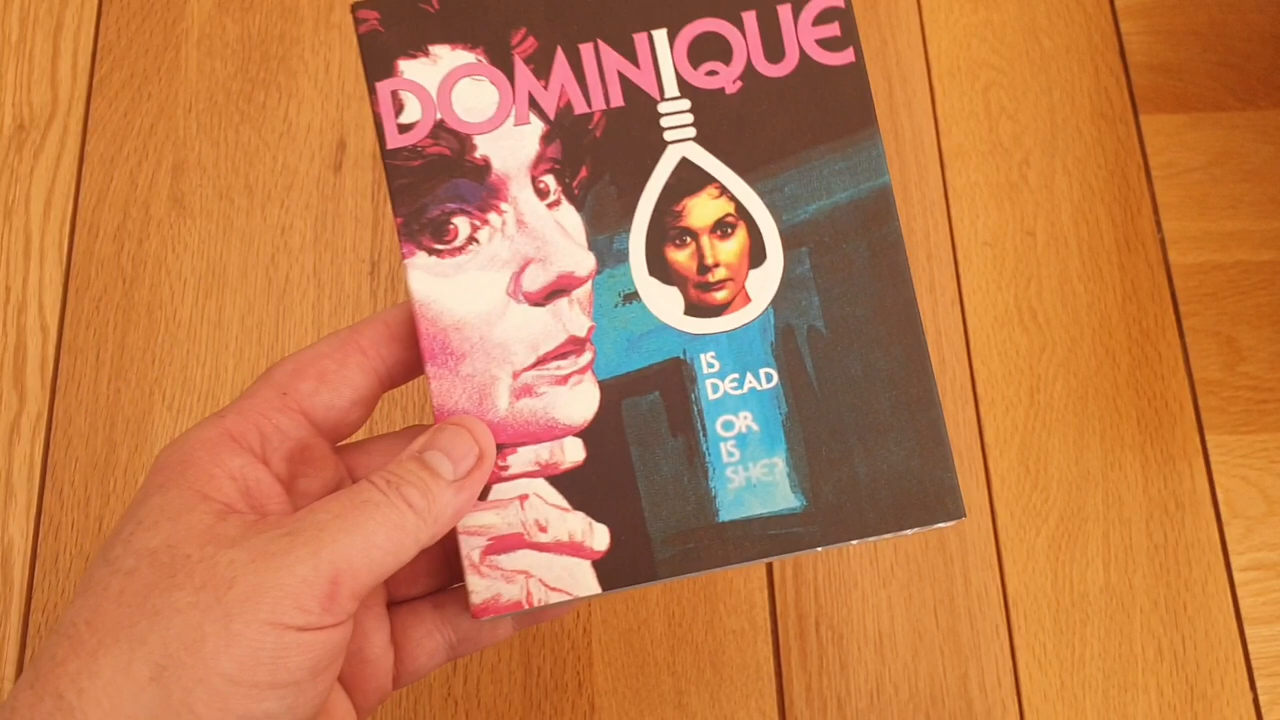 DOMINIQUE
IS
DEAD
OR
IS
SHE?